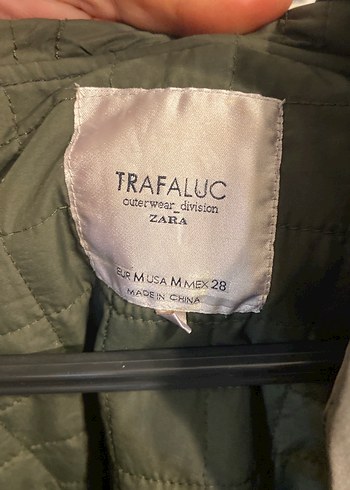 TRAFALUC
outerwear_division
ZARA
EUR M USA M MEX 28
MADE IN CHINA